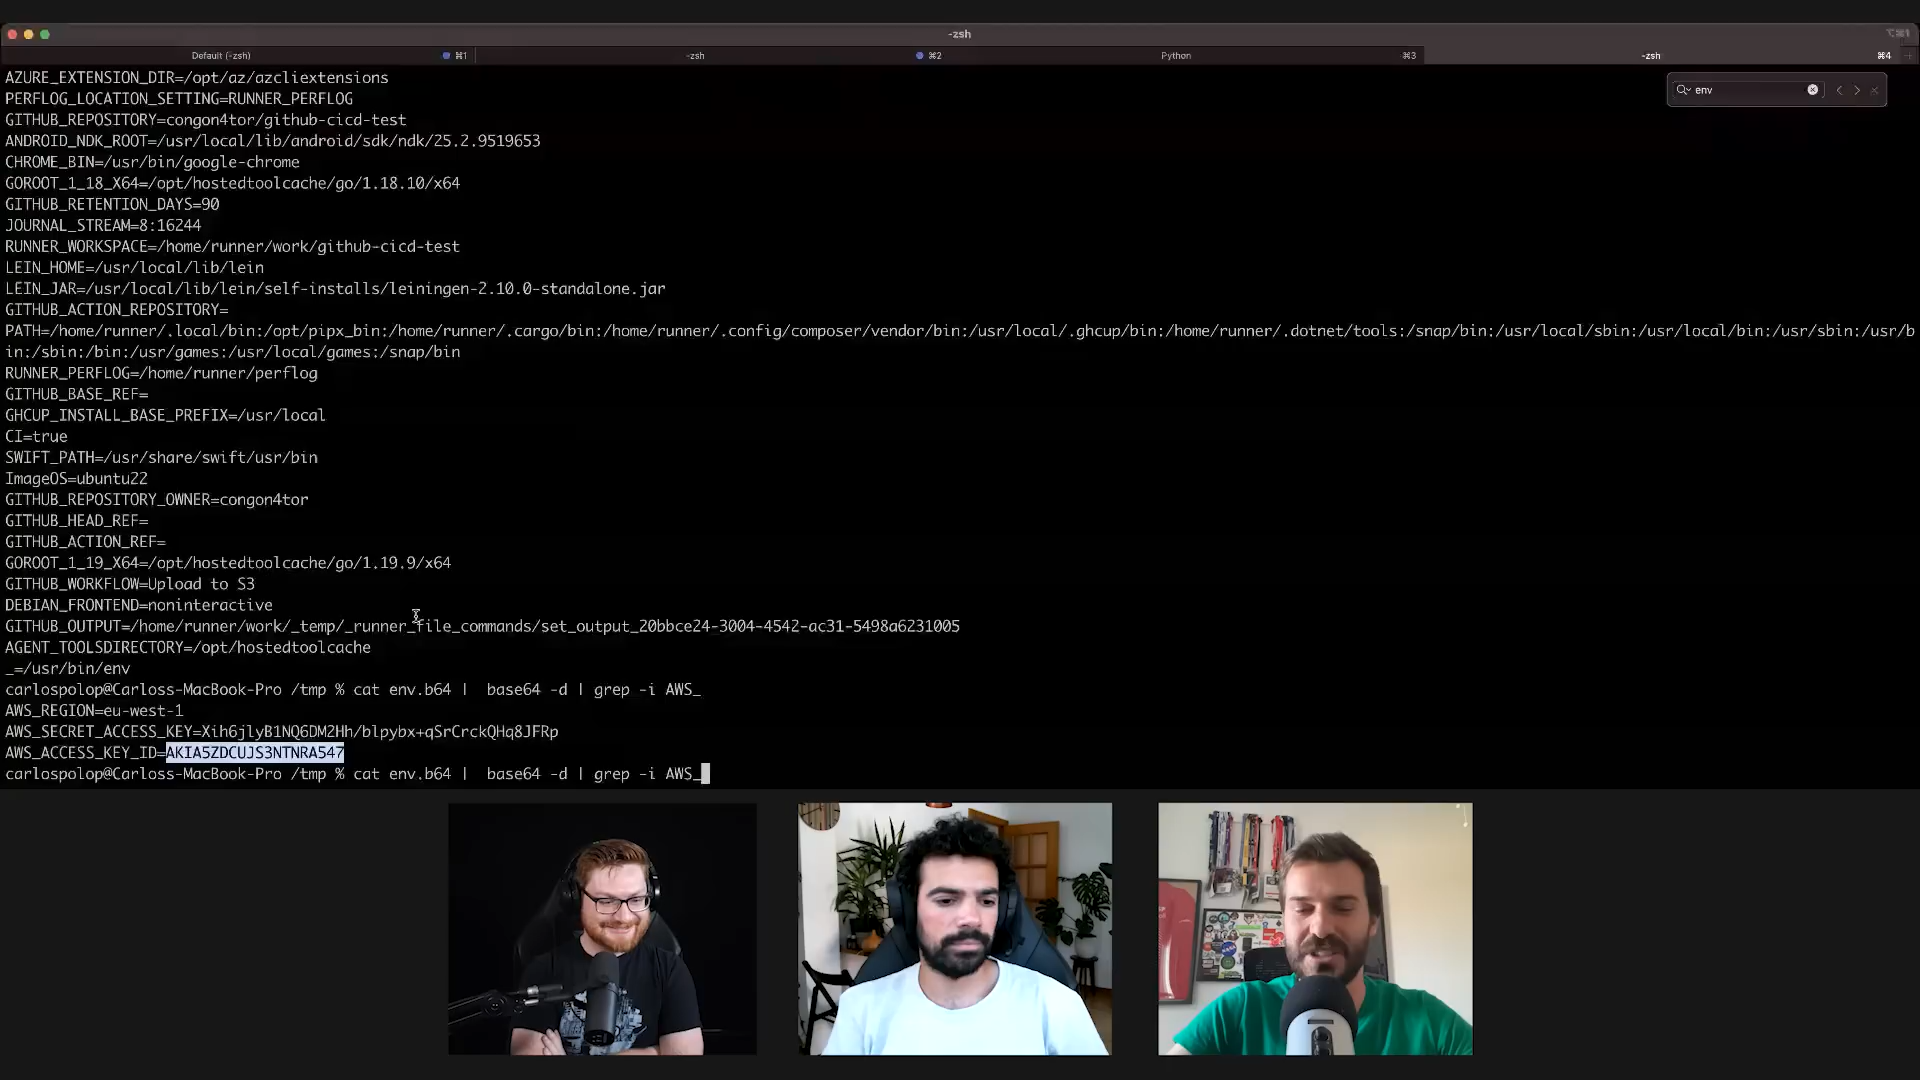 -zsh
⌥⌘1
Default (-zsh)
⌘1
-zsh
⌘2
Python
⌘3
-zsh
⌘4
env
AZURE_EXTENSION_DIR=/opt/az/azcliextensions
PERFLOG_LOCATION_SETTING=RUNNER_PERFLOG
GITHUB_REPOSITORY=congon4tor/github-cicd-test
ANDROID_NDK_ROOT=/usr/local/lib/android/sdk/ndk/25.2.9519653
CHROME_BIN=/usr/bin/google-chrome
GOROOT_1_18_X64=/opt/hostedtoolcache/go/1.18.10/x64
GITHUB_RETENTION_DAYS=90
JOURNAL_STREAM=8:16244
RUNNER_WORKSPACE=/home/runner/work/github-cicd-test
LEIN_HOME=/usr/local/lib/lein
LEIN_JAR=/usr/local/lib/lein/self-installs/leiningen-2.10.0-standalone.jar
GITHUB_ACTION_REPOSITORY=
PATH=/home/runner/.local/bin:/opt/pipx_bin:/home/runner/.cargo/bin:/home/runner/.config/composer/vendor/bin:/usr/local/.ghcup/bin:/home/runner/.dotnet/tools:/snap/bin:/usr/local/sbin:/usr/local/bin:/usr/sbin:/usr/b
in:/sbin:/bin:/usr/games:/usr/local/games:/snap/bin
RUNNER_PERFLOG=/home/runner/perflog
GITHUB_BASE_REF=
GHCUP_INSTALL_BASE_PREFIX=/usr/local
CI=true
SWIFT_PATH=/usr/share/swift/usr/bin
ImageOS=ubuntu22
GITHUB_REPOSITORY_OWNER=congon4tor
GITHUB_HEAD_REF=
GITHUB_ACTION_REF=
GOROOT_1_19_X64=/opt/hostedtoolcache/go/1.19.9/x64
GITHUB_WORKFLOW=Upload to S3
DEBIAN_FRONTEND=noninteractive
GITHUB_OUTPUT=/home/runner/work/_temp/_runner_file_commands/set_output_20bbce24-3004-4542-ac31-5498a6231005
AGENT_TOOLSDIRECTORY=/opt/hostedtoolcache
_=/usr/bin/env
carlospolop@Carloss-MacBook-Pro /tmp % cat env.b64 |  base64 -d | grep -i AWS_
AWS_REGION=eu-west-1
AWS_SECRET_ACCESS_KEY=Xih6jlyB1NQ6DM2Hh/blpybx+qSrCrckQHq8JFRp
AWS_ACCESS_KEY_ID=AKIA5ZDCUJS3NTNRA547
carlospolop@Carloss-MacBook-Pro /tmp % cat env.b64 |  base64 -d | grep -i AWS_